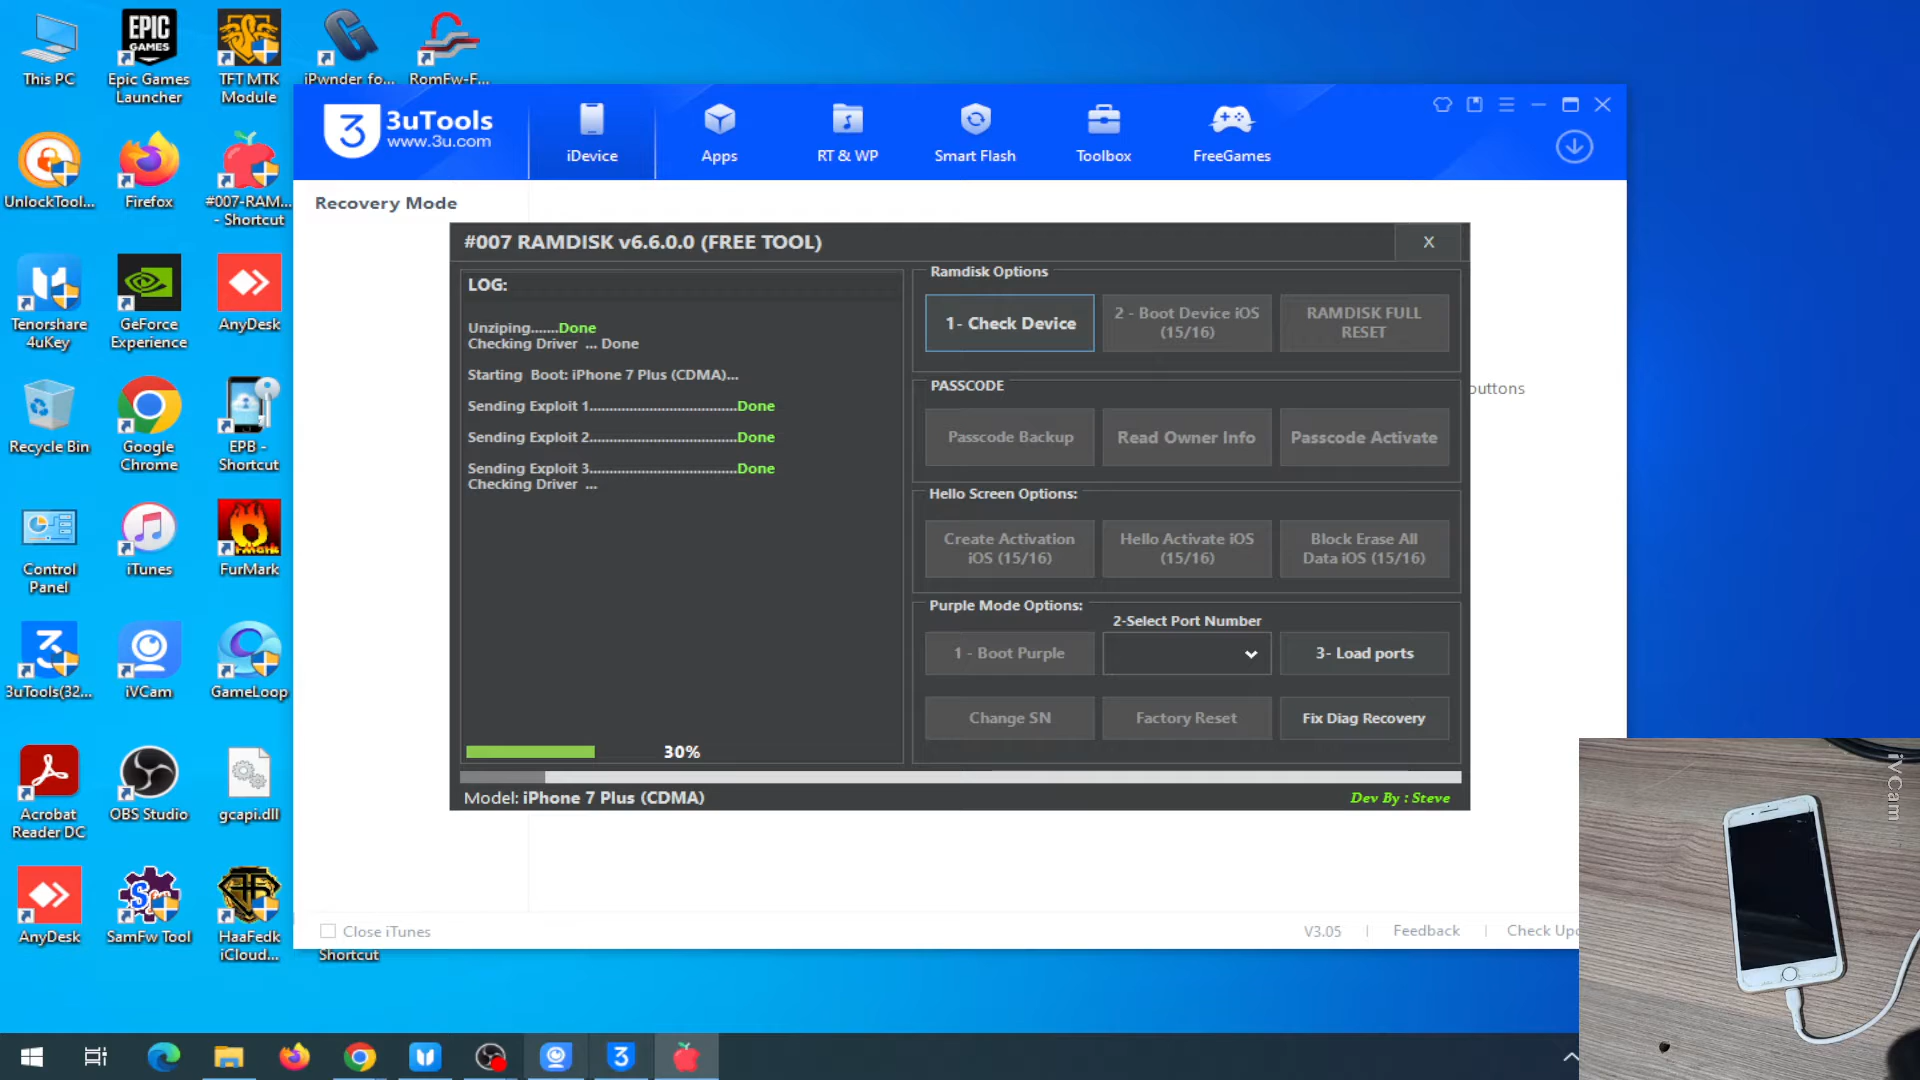 This PC
EPIC
GAMES
Epic Games
Launcher
TFT MTK
Module
iPwnder fo...
RomFw-F...
UnlockTool...
Firefox
#007-RAM...
- Shortcut
Tenorshare
4uKey
GeForce
Experience
AnyDesk
Recycle Bin
Google
Chrome
EPB -
Shortcut
Control
Panel
iTunes
FurMark
3uTools(32...
iVCam
GameLoop
Acrobat
Reader DC
OBS Studio
gcapi.dll
AnyDesk
SamFw Tool
HaaFedk
iCloud...
Shortcut
3uTools
www.3u.com
iDevice
Apps
RT & WP
Smart Flash
Toolbox
FreeGames
Recovery Mode
buttons
#007 RAMDISK v6.6.0.0 (FREE TOOL)
X
LOG:
Unziping.......Done
Checking Driver ... Done
Starting Boot: iPhone 7 Plus (CDMA)...
Sending Exploit 1.....................................Done
Sending Exploit 2.....................................Done
Sending Exploit 3.....................................Done
Checking Driver ...
30%
Ramdisk Options
1- Check Device
2 - Boot Device iOS
(15/16)
RAMDISK FULL
RESET
PASSCODE
Passcode Backup
Read Owner Info
Passcode Activate
Hello Screen Options:
Create Activation
iOS (15/16)
Hello Activate iOS
(15/16)
Block Erase All
Data iOS (15/16)
Purple Mode Options:
2-Select Port Number
1 - Boot Purple
3- Load ports
Change SN
Factory Reset
Fix Diag Recovery
Model: iPhone 7 Plus (CDMA)
Dev By : Steve
Close iTunes
V3.05
Feedback
Check Up
iVCam